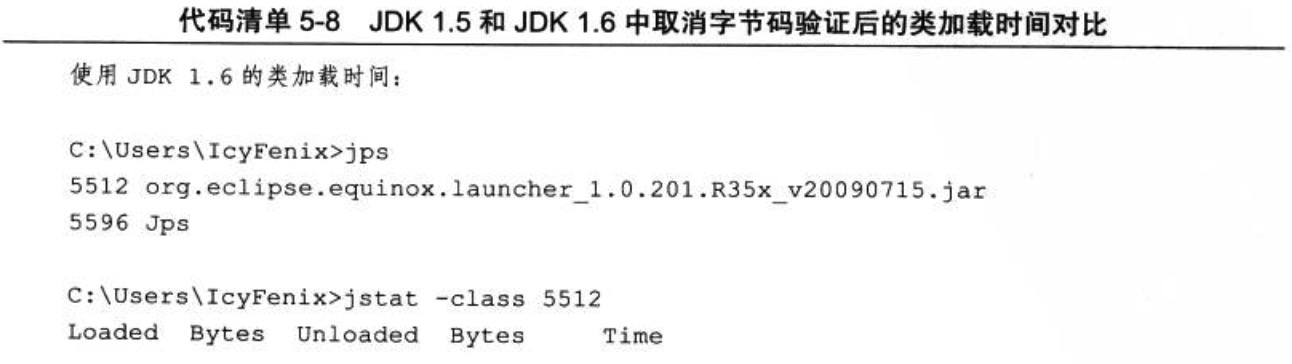 代码清单 5-8 JDK 1.5 和 JDK 1.6 中取消字节码验证后的类加载时间对比
使用 JDK 1.6 的类加载时间：
C:\Users\IcyFenix>jps
5512 org.eclipse.equinox.launcher_1.0.201.R35x_v20090715.jar
5596 Jps
C:\Users\IcyFenix>jstat -class 5512
Loaded Bytes Unloaded Bytes Time